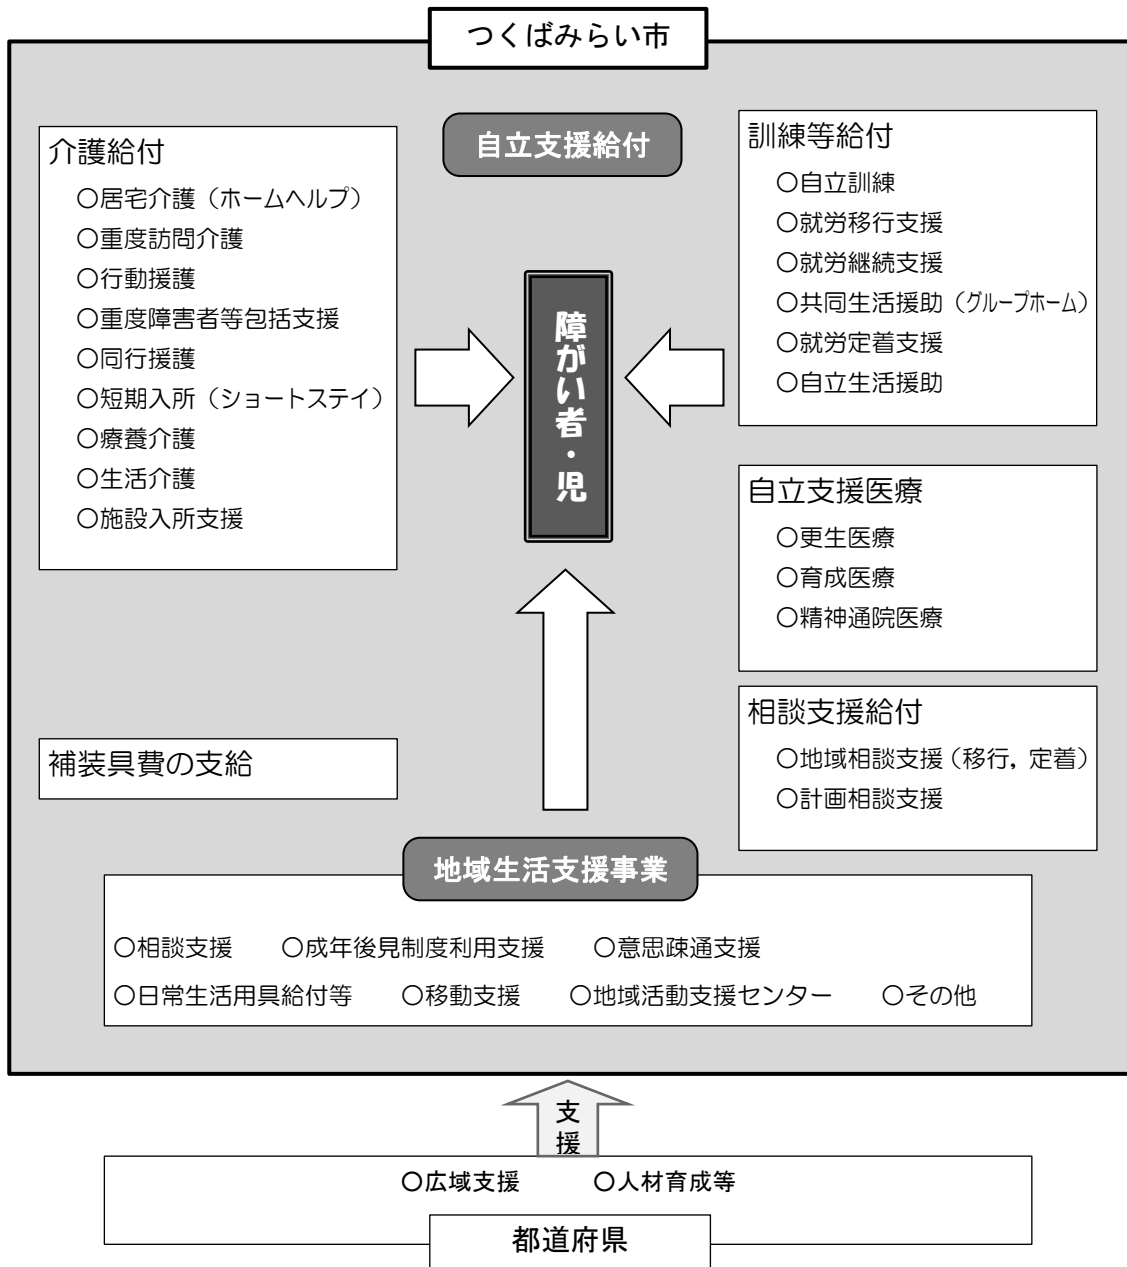 つくばみらい市
自立支援給付
介護給付
○居宅介護（ホームヘルプ）
○重度訪問介護
○行動援護
○重度障害者等包括支援
○同行援護
○短期入所（ショートステイ）
○療養介護
○生活介護
○施設入所支援
訓練等給付
○自立訓練
○就労移行支援
○就労継続支援
○共同生活援助（グループホーム）
○就労定着支援
○自立生活援助
障がい者・児
自立支援医療
○更生医療
○育成医療
○精神通院医療
相談支援給付
○地域相談支援（移行，定着）
○計画相談支援
補装具費の支給
地域生活支援事業
○相談支援　○成年後見制度利用支援　○意思疎通支援
○日常生活用具給付等　○移動支援　○地域活動支援センター　○その他
支援
○広域支援　○人材育成等
都道府県